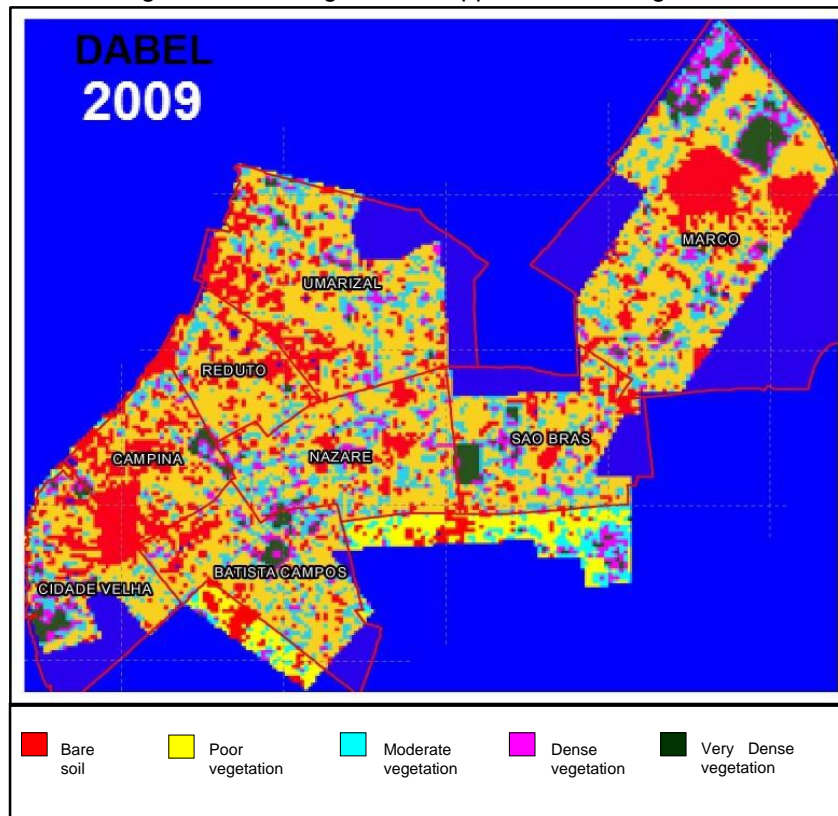 DABEL
2009
MARCO
UMARIZAL
REDUTO
SAO BRAS
CAMPINA
NAZARE
BATISTA CAMPOS
CIDADE VELHA
Bare
soil
Poor
vegetation
Moderate
vegetation
Dense
vegetation
Very Dense
vegetation